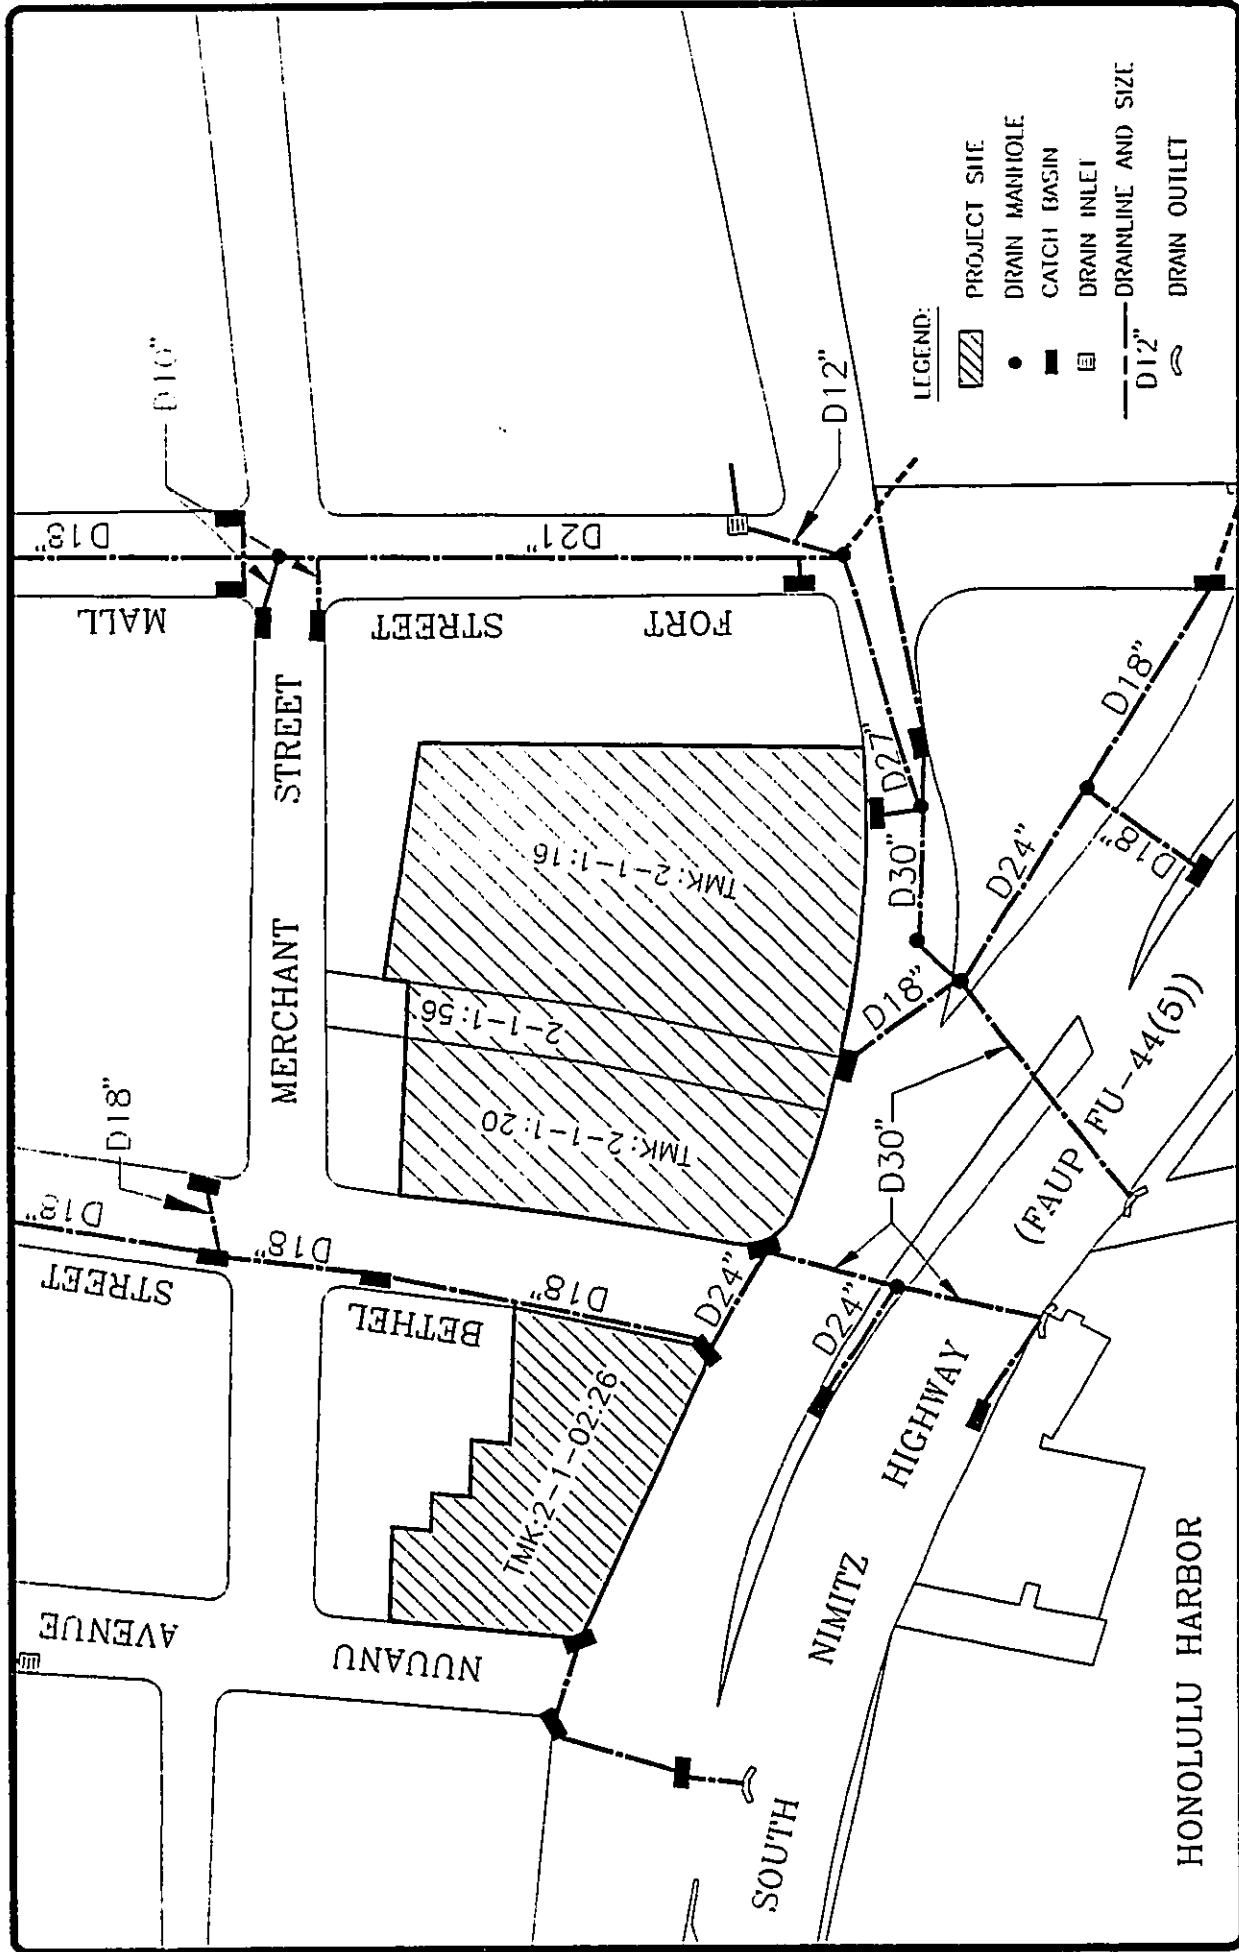 MALL
D18"
D16"
STREET
D18"
D18"
AVENUE
MERCHANT STREET
D18"
FORT STREET
D21"
D12"
BETHEL
D18"
NUUANU
TMK:2-1-1:16
2-1-1:56
TMK:2-1-1:20
TMK:2-1-02:26
D27"
D30"
D18"
D24"
D18"
D18"
D24"
D24"
D30"
SOUTH NIMITZ HIGHWAY (FAUP FU-44(5))
HONOLULU HARBOR
LEGEND:
PROJECT SITE
DRAIN MANHOLE
CATCH BASIN
DRAIN INLET
D12" DRAINLINE AND SIZE
DRAIN OUTLET